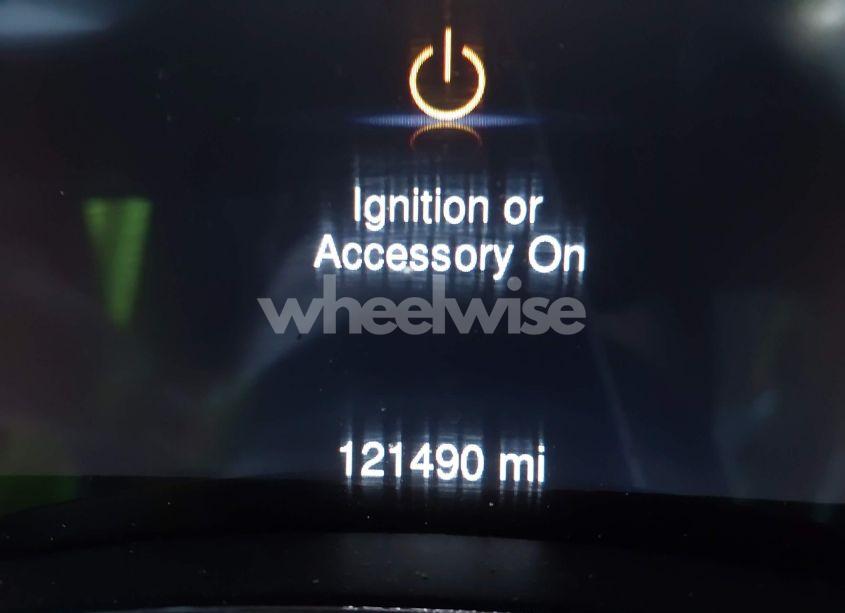 Ignition or
Accessory On
wheelwise
121490 mi